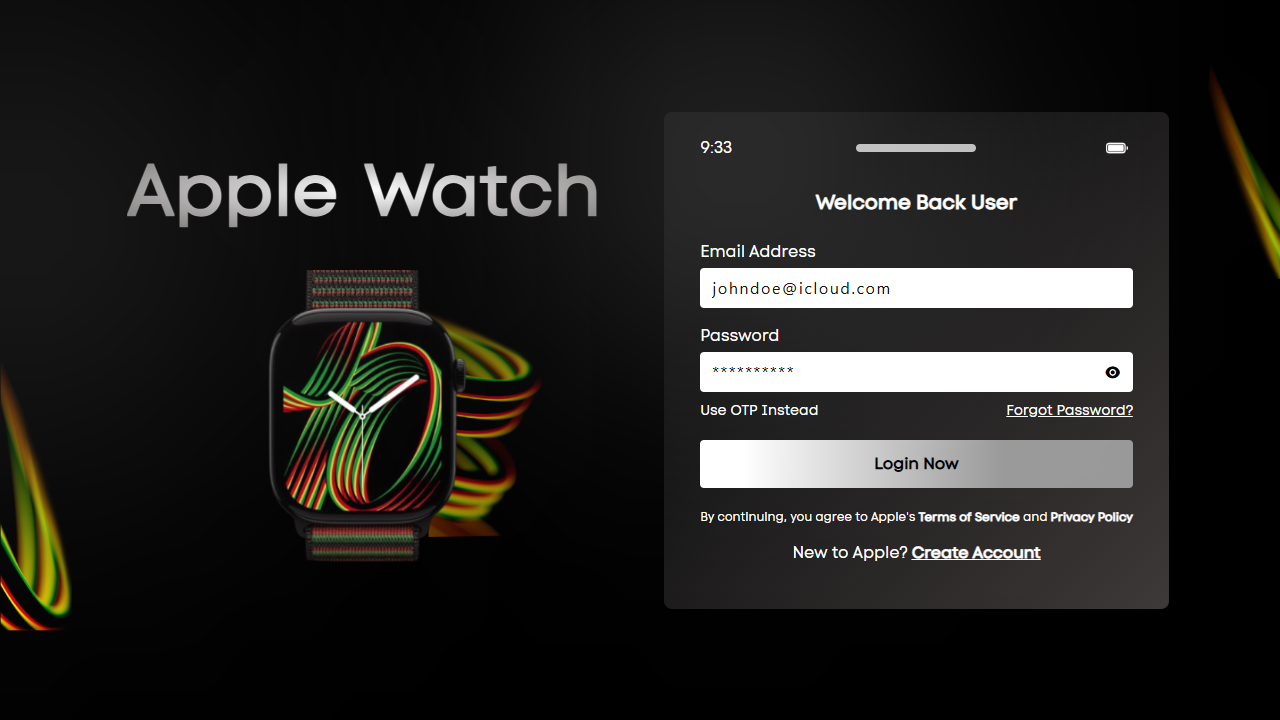 Apple Watch
9:33
Welcome Back User
Email Address
johndoe@icloud.com
Password
**********
Use OTP Instead
Forgot Password?
Login Now
By continuing, you agree to Apple's Terms of Service and Privacy Policy
New to Apple? Create Account